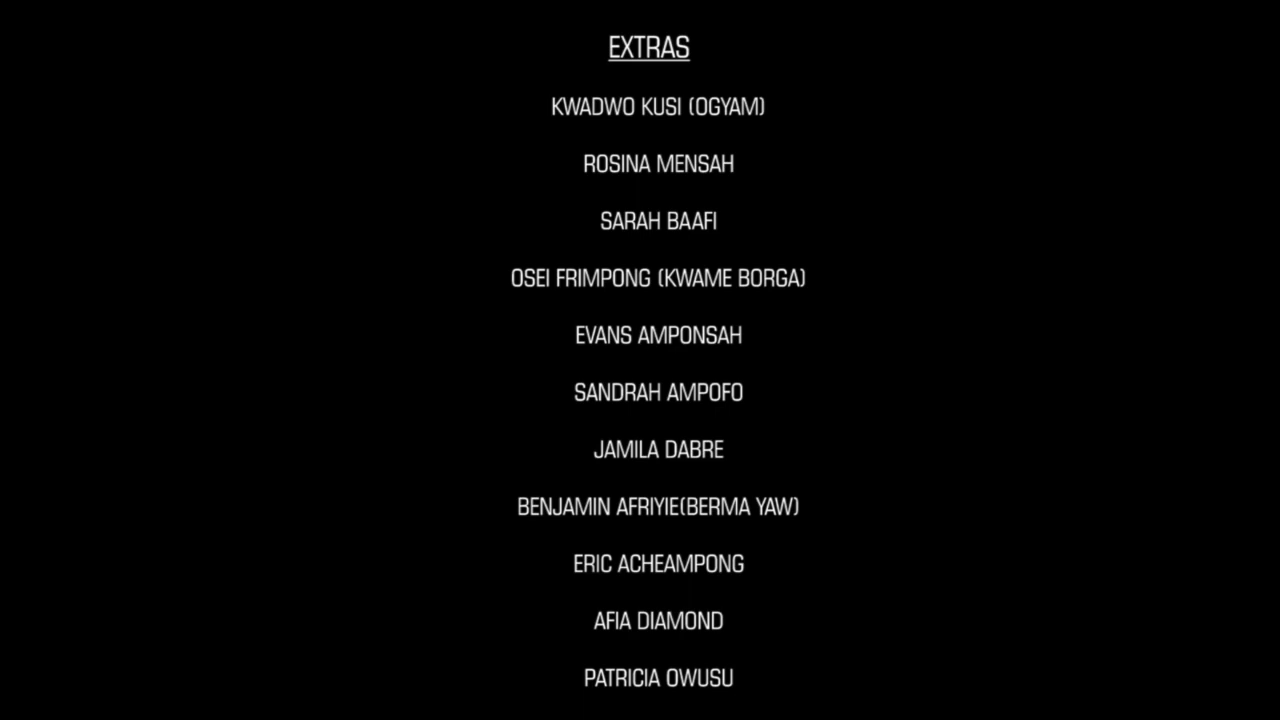 EXTRAS
KWADWO KUSI (OGYAM)
ROSINA MENSAH
SARAH BAAFI
OSEI FRIMPONG (KWAME BORGA)
EVANS AMPONSAH
SANDRAH AMPOFO
JAMILA DABRE
BENJAMIN AFRIYIE(BERMA YAW)
ERIC ACHEAMPONG
AFIA DIAMOND
PATRICIA OWUSU